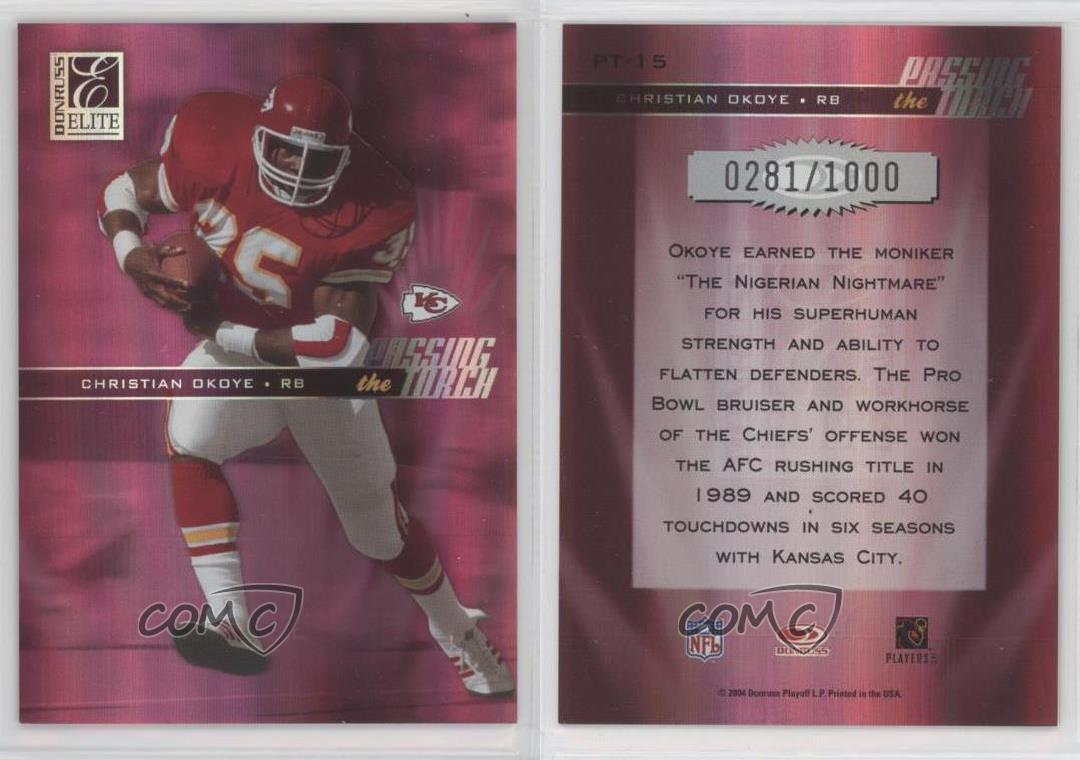 DONRUSS
E
ELITE
35
35
KC
CHRISTIAN OKOYE • RB
PASSING
the TORCH
COMC
PT-15
PASSING
the TORCH
CHRISTIAN OKOYE • RB
0281/1000
OKOYE EARNED THE MONIKER
"THE NIGERIAN NIGHTMARE"
FOR HIS SUPERHUMAN
STRENGTH AND ABILITY TO
FLATTEN DEFENDERS. THE PRO
BOWL BRUISER AND WORKHORSE
OF THE CHIEFS' OFFENSE WON
THE AFC RUSHING TITLE IN
1989 AND SCORED 40
TOUCHDOWNS IN SIX SEASONS
WITH KANSAS CITY.
COMC
NFL
DONRUSS
PLAYERS
© 2004 Donruss Playoff L.P. Printed in the USA.